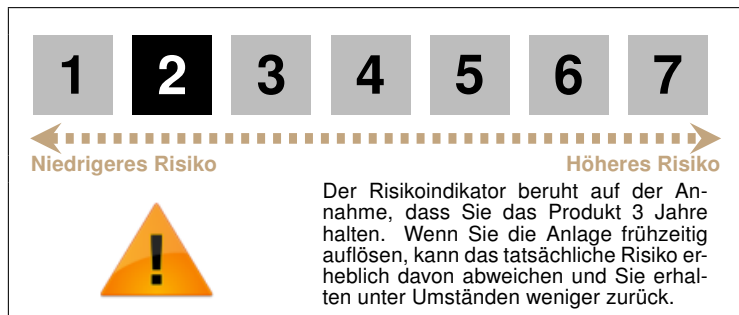 1 2 3 4 5 6 7
Niedrigeres Risiko Höheres Risiko
!
Der Risikoindikator beruht auf der An-
nahme, dass Sie das Produkt 3 Jahre
halten. Wenn Sie die Anlage frühzeitig
auflösen, kann das tatsächliche Risiko er-
heblich davon abweichen und Sie erhal-
ten unter Umständen weniger zurück.